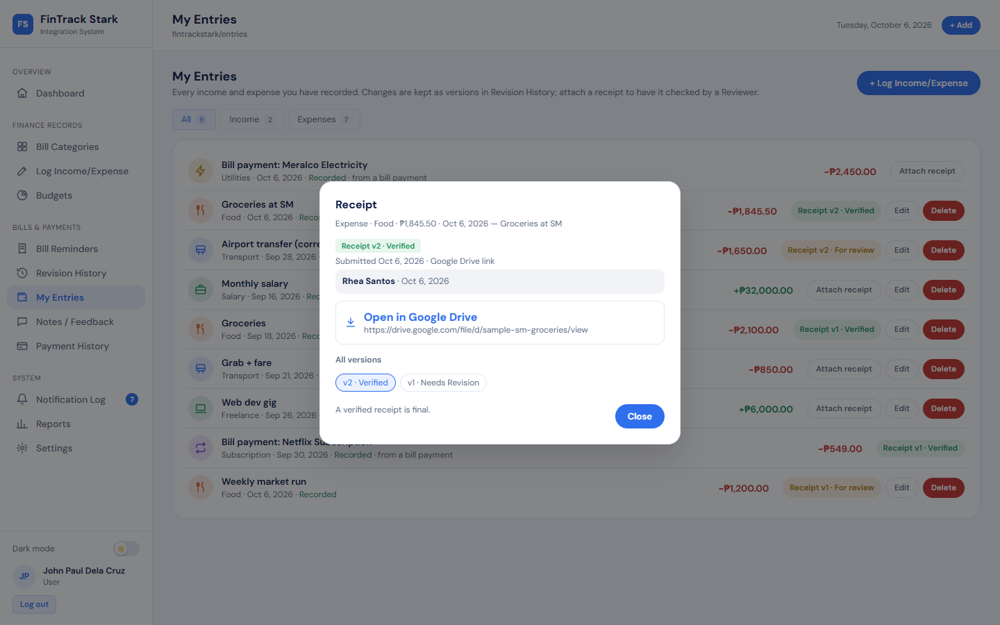 FS
FinTrack Stark
Integration System
OVERVIEW
Dashboard
FINANCE RECORDS
Bill Categories
Log Income/Expense
Budgets
BILLS & PAYMENTS
Bill Reminders
Revision History
My Entries
Notes / Feedback
Payment History
SYSTEM
Notification Log 7
Reports
Settings
Dark mode
JP
John Paul Dela Cruz
User
Log out
My Entries
fintrackstark/entries
Tuesday, October 6, 2026
+ Add
My Entries
Every income and expense you have recorded. Changes are kept as versions in Revision History; attach a receipt to have it checked by a Reviewer.
+ Log Income/Expense
All 9
Income 2
Expenses 7
Bill payment: Meralco Electricity
Utilities · Oct 6, 2026 · Recorded · from a bill payment
-₱2,450.00
Attach receipt
Groceries at SM
Food · Oct 6, 2026 ·
-₱1,845.50
Receipt v2 · Verified
Edit
Delete
Airport transfer
Transport · Sep 28, 2026 ·
-₱1,650.00
Receipt v2 · For review
Edit
Delete
Monthly salary
Salary · Sep 16, 2026 ·
+₱32,000.00
Attach receipt
Edit
Delete
Groceries
Food · Sep 18, 2026 ·
-₱2,100.00
Receipt v1 · Verified
Edit
Delete
Grab + fare
Transport · Sep 21, 2026 ·
-₱850.00
Attach receipt
Edit
Delete
Web dev gig
Freelance · Sep 26, 2026
+₱6,000.00
Attach receipt
Edit
Delete
Bill payment: Netflix Subscription
Subscription · Sep 30, 2026 · Recorded · from a bill payment
-₱549.00
Receipt v1 · Verified
Weekly market run
Food · Oct 6, 2026 · Recorded
-₱1,200.00
Receipt v1 · For review
Edit
Delete
Receipt
Expense · Food · ₱1,845.50 · Oct 6, 2026 — Groceries at SM
Receipt v2 · Verified
Submitted Oct 6, 2026 · Google Drive link
Rhea Santos · Oct 6, 2026
Open in Google Drive
https://drive.google.com/file/d/sample-sm-groceries/view
All versions
v2 · Verified
v1 · Needs Revision
A verified receipt is final.
Close